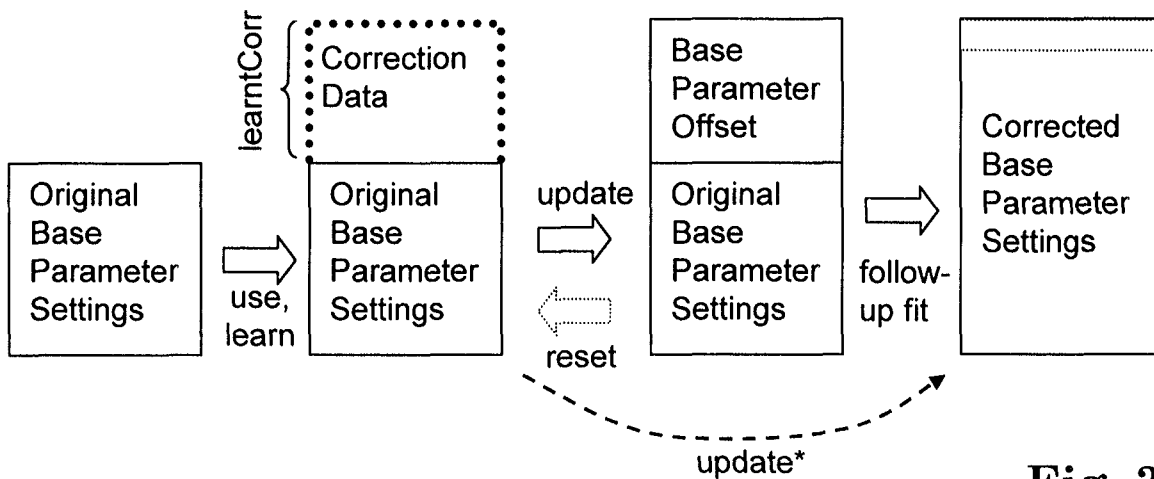 learntCorr
Correction
Data
Original
Base
Parameter
Settings
use,
learn
Original
Base
Parameter
Settings
update
reset
Base
Parameter
Offset
Original
Base
Parameter
Settings
follow-
up fit
Corrected
Base
Parameter
Settings
update*
Fig.